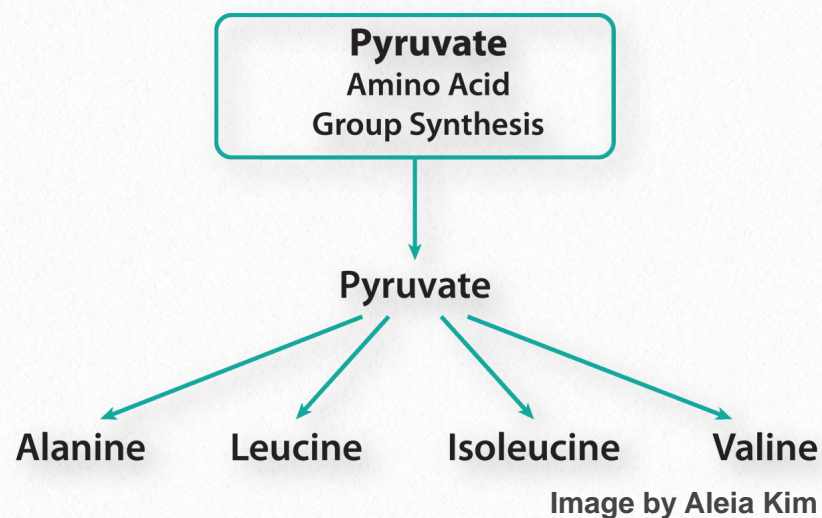 Pyruvate
Amino Acid
Group Synthesis
Pyruvate
Alanine Leucine Isoleucine Valine
Image by Aleia Kim